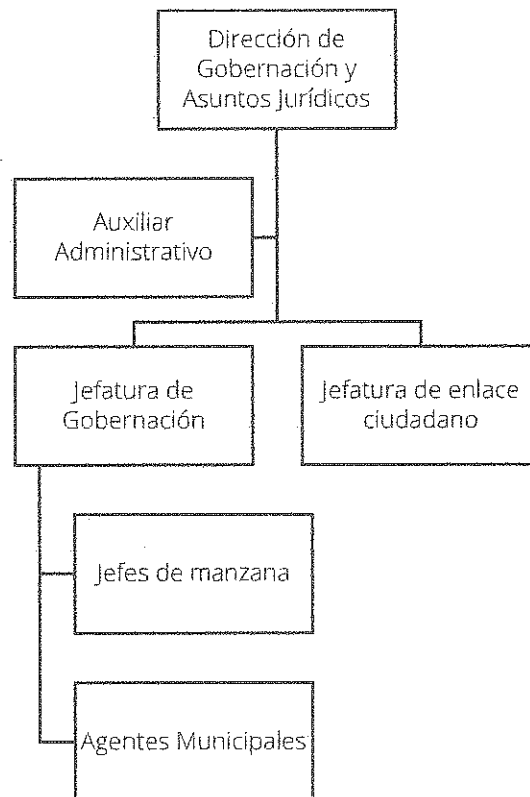 Dirección de
Gobernación y
Asuntos Jurídicos
Auxiliar
Administrativo
Jefatura de
Gobernación
Jefatura de enlace
ciudadano
Jefes de manzana
Agentes Municipales